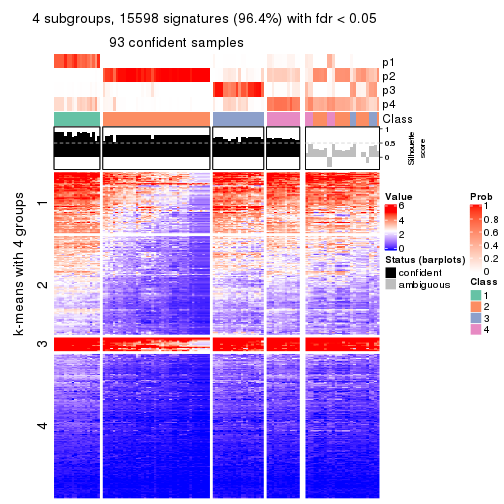 4 subgroups, 15598 signatures (96.4%) with fdr < 0.05
93 confident samples
p1
p2
p3
p4
Class
1
0.5
0
Silhouette
score
k-means with 4 groups
1
2
3
4
Value
6
4
2
0
Status (barplots)
confident
ambiguous
Prob
1
0.8
0.6
0.4
0.2
0
Class
1
2
3
4